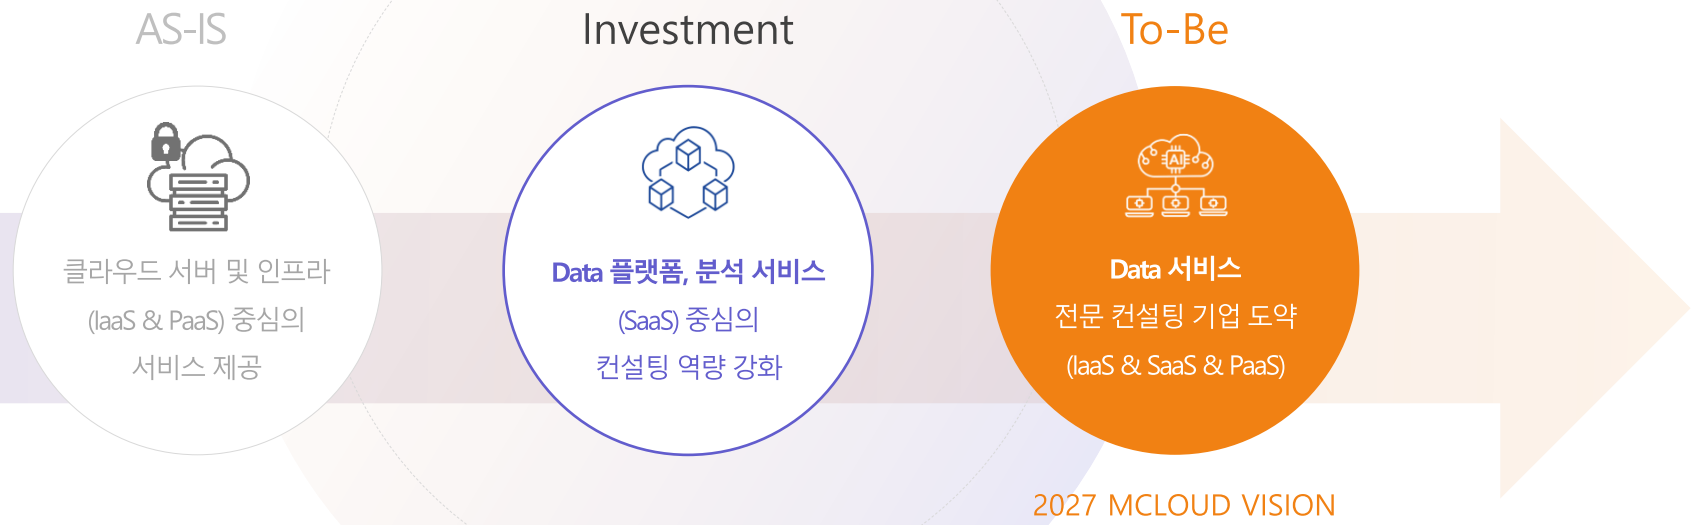 AS-IS
클라우드 서버 및 인프라
(IaaS & PaaS) 중심의
서비스 제공
Investment
Data 플랫폼, 분석 서비스
(SaaS) 중심의
컨설팅 역량 강화
To-Be
AI
Data 서비스
전문 컨설팅 기업 도약
(IaaS & SaaS & PaaS)
2027 MCLOUD VISION